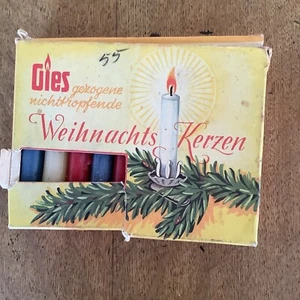 Gies
55
gezogene
nichttropfende
Weihnachts Kerzen